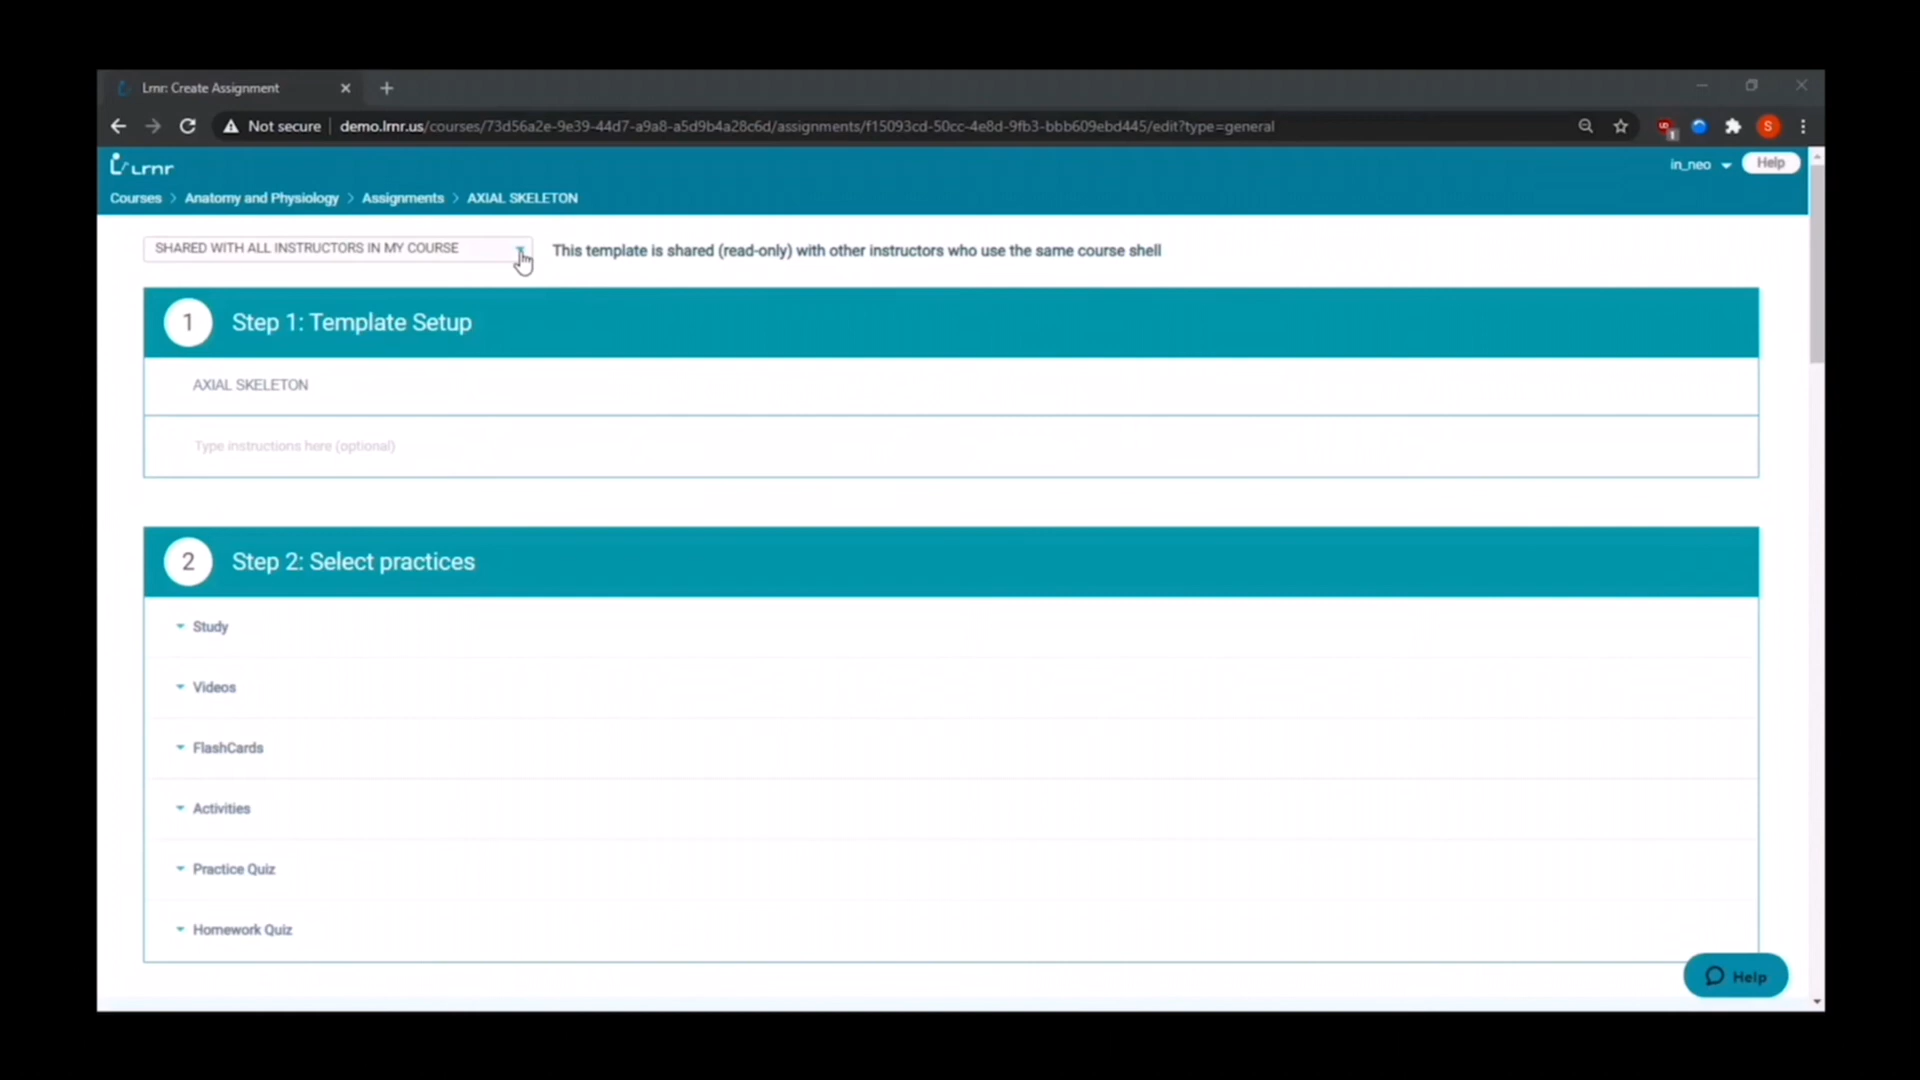 Lrnr: Create Assignment
Not secure
demo.lrnr.us/courses/73d56a2e-9e39-44d7-a9a8-a5d9b4a28c6d/assignments/f15093cd-50cc-4e8d-9fb3-bbb609ebd445/edit?type=general
S
1
Lrnr
in_neo
Help
Courses > Anatomy and Physiology > Assignments > AXIAL SKELETON
SHARED WITH ALL INSTRUCTORS IN MY COURSE
This template is shared (read-only) with other instructors who use the same course shell
1 Step 1: Template Setup
AXIAL SKELETON
Type instructions here (optional)
2 Step 2: Select practices
Study
Videos
FlashCards
Activities
Practice Quiz
Homework Quiz
Help